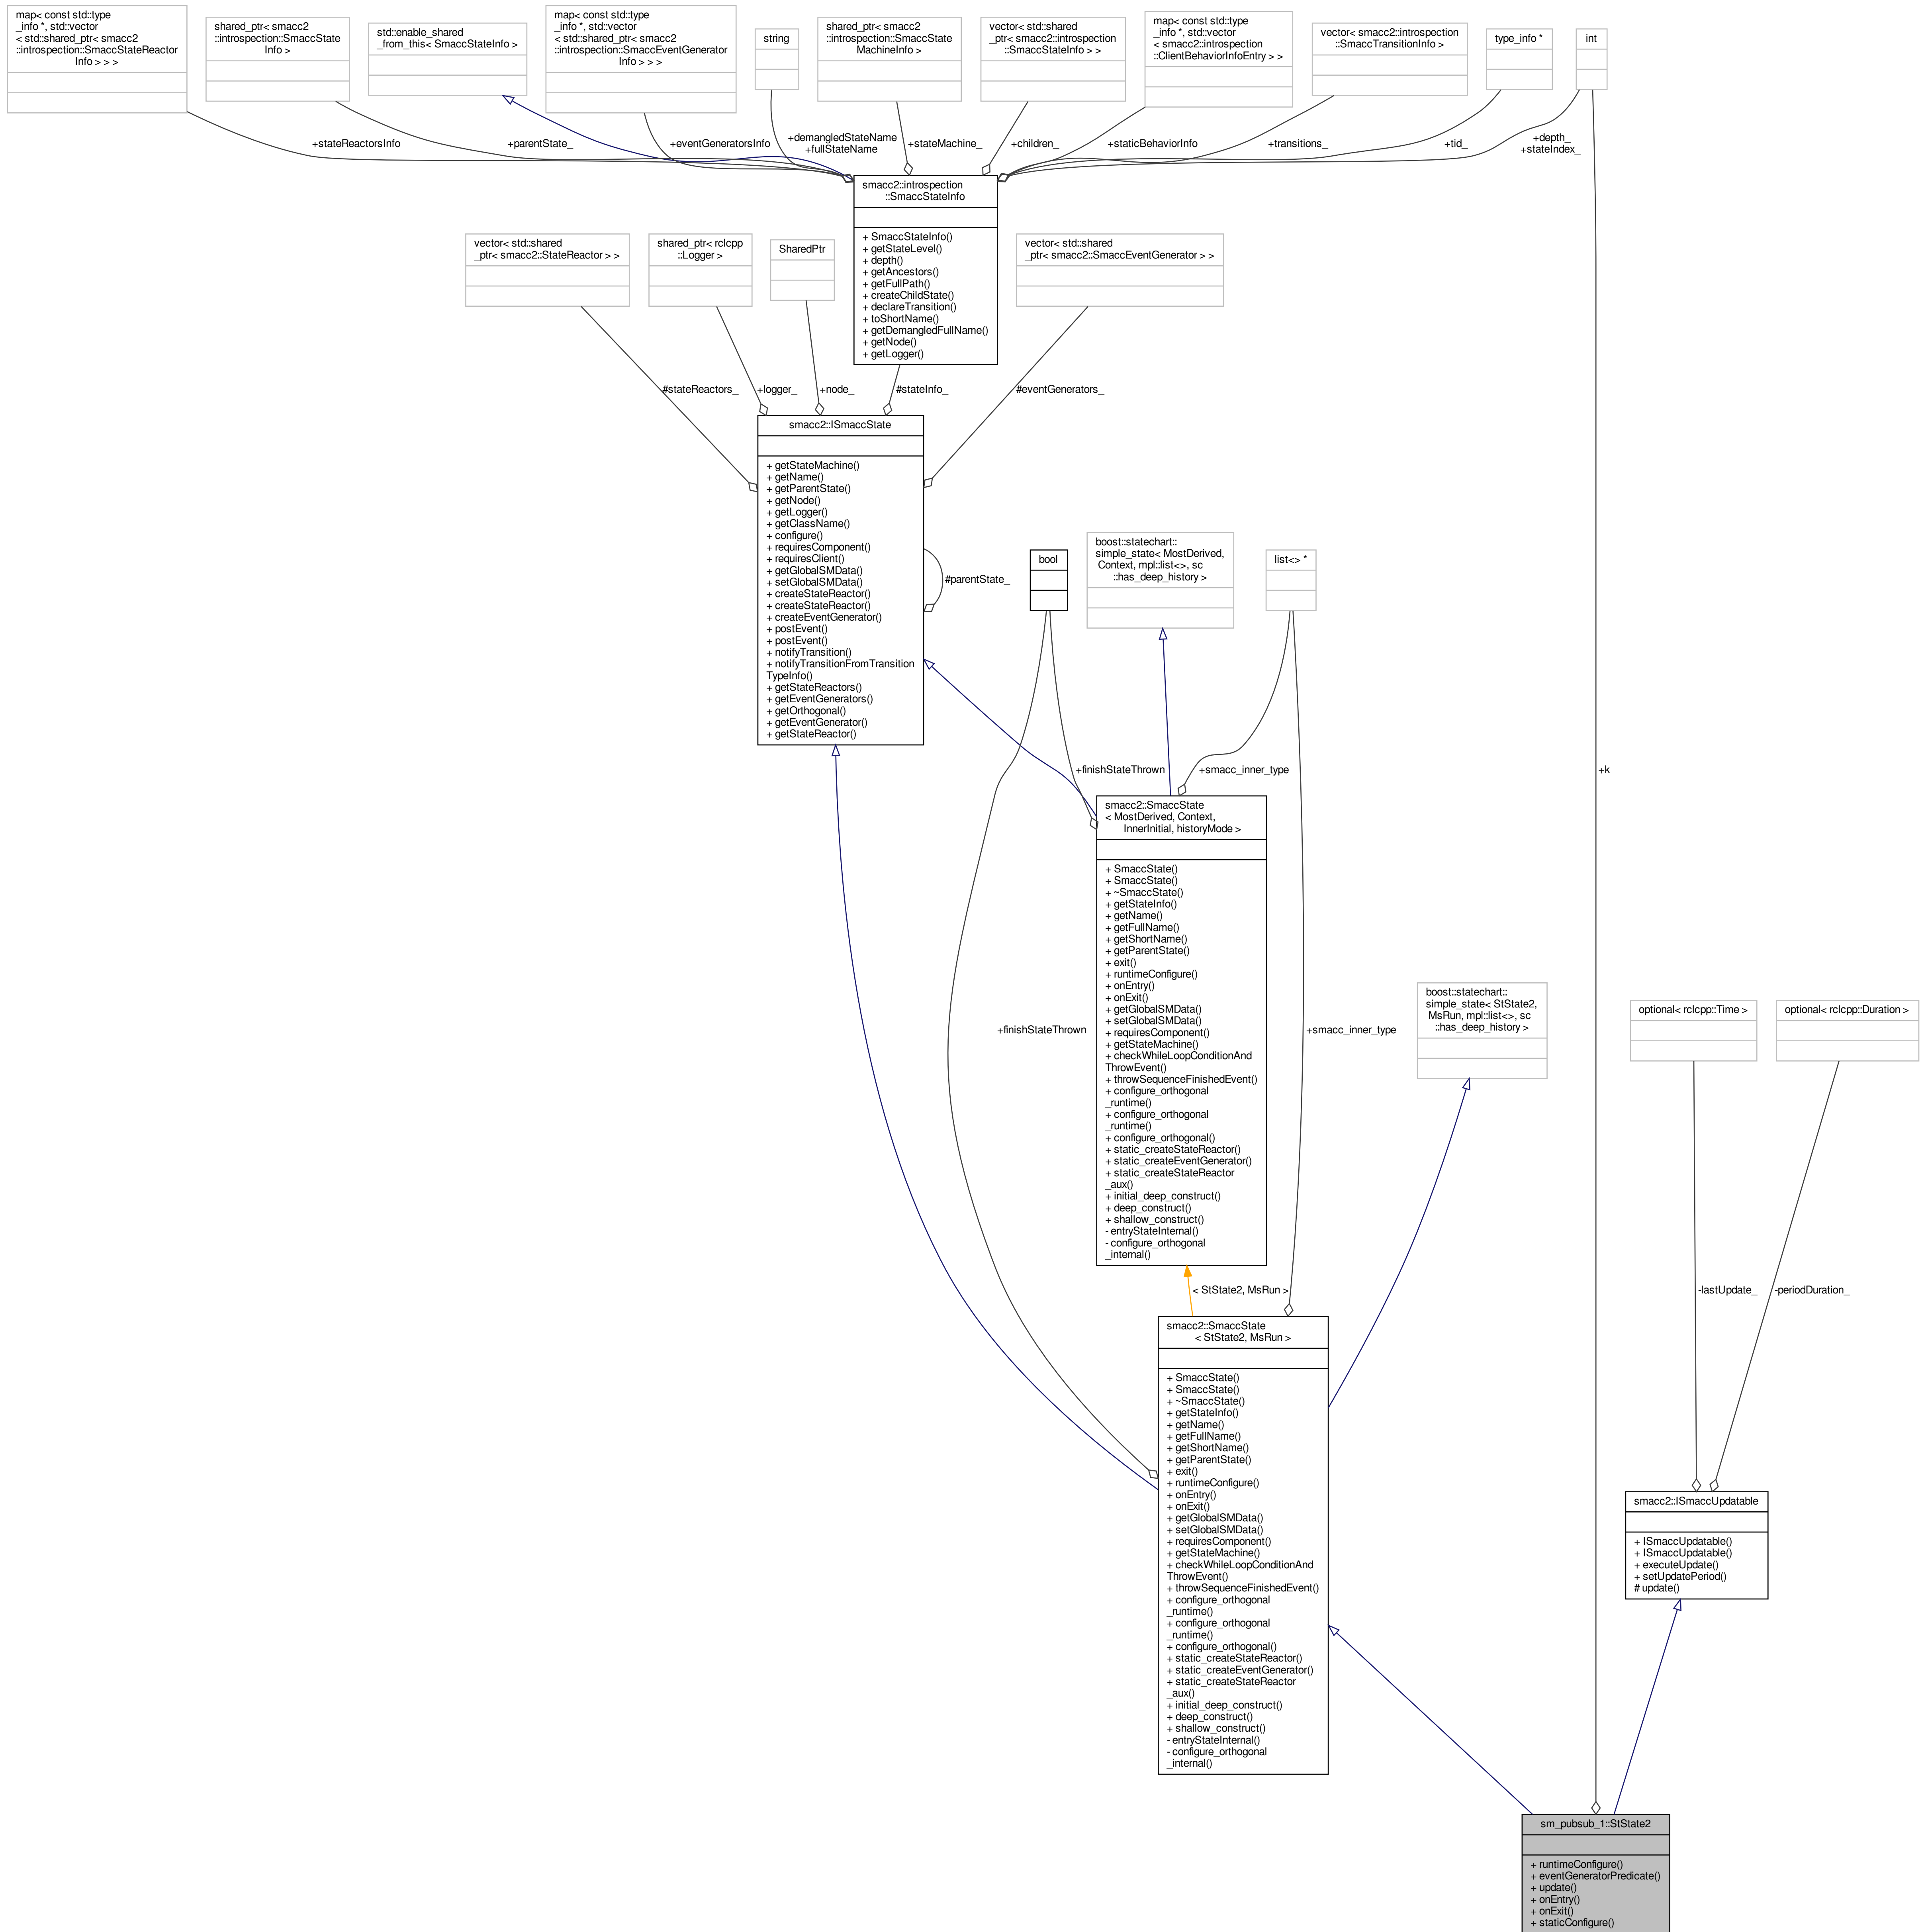 map< const std::type
_info *, std::vector
< std::shared_ptr< smacc2
::introspection::SmaccStateReactor
Info > > >
shared_ptr< smacc2
::introspection::SmaccState
Info >
std::enable_shared
_from_this< SmaccStateInfo >
map< const std::type
_info *, std::vector
< std::shared_ptr< smacc2
::introspection::SmaccEventGenerator
Info > > >
string
shared_ptr< smacc2
::introspection::SmaccState
MachineInfo >
vector< std::shared
_ptr< smacc2::introspection
::SmaccStateInfo > >
map< const std::type
_info *, std::vector
< smacc2::introspection
::ClientBehaviorInfoEntry > >
vector< smacc2::introspection
::SmaccTransitionInfo >
type_info *
int
+stateReactorsInfo
+parentState_
+eventGeneratorsInfo
+demangledStateName
+fullStateName
+stateMachine_
+children_
+staticBehaviorInfo
+transitions_
+tid_
+depth_
+stateIndex_
smacc2::introspection
::SmaccStateInfo
+ SmaccStateInfo()
+ getStateLevel()
+ depth()
+ getAncestors()
+ getFullPath()
+ createChildState()
+ declareTransition()
+ toShortName()
+ getDemangledFullName()
+ getNode()
+ getLogger()
vector< std::shared
_ptr< smacc2::StateReactor > >
shared_ptr< rclcpp
::Logger >
SharedPtr
vector< std::shared
_ptr< smacc2::SmaccEventGenerator > >
#stateReactors_
+logger_
+node_
#stateInfo_
#eventGenerators_
smacc2::ISmaccState
+ getStateMachine()
+ getName()
+ getParentState()
+ getNode()
+ getLogger()
+ getClassName()
+ configure()
+ requiresComponent()
+ requiresClient()
+ getGlobalSMData()
+ setGlobalSMData()
+ createStateReactor()
+ createStateReactor()
+ createEventGenerator()
+ postEvent()
+ postEvent()
+ notifyTransition()
+ notifyTransitionFromTransition
TypeInfo()
+ getStateReactors()
+ getEventGenerators()
+ getOrthogonal()
+ getEventGenerator()
+ getStateReactor()
#parentState_
bool
boost::statechart::
simple_state< MostDerived,
Context, mpl::list<>, sc
::has_deep_history >
list<> *
+k
+finishStateThrown
+smacc_inner_type
smacc2::SmaccState
< MostDerived, Context,
InnerInitial, historyMode >
+ SmaccState()
+ SmaccState()
+ ~SmaccState()
+ getStateInfo()
+ getName()
+ getFullName()
+ getShortName()
+ getParentState()
+ exit()
+ runtimeConfigure()
+ onEntry()
+ onExit()
+ getGlobalSMData()
+ setGlobalSMData()
+ requiresComponent()
+ getStateMachine()
+ checkWhileLoopConditionAnd
ThrowEvent()
+ throwSequenceFinishedEvent()
+ configure_orthogonal
_runtime()
+ configure_orthogonal
_runtime()
+ configure_orthogonal()
+ static_createStateReactor()
+ static_createEventGenerator()
+ static_createStateReactor
_aux()
+ initial_deep_construct()
+ deep_construct()
+ shallow_construct()
- entryStateInternal()
- configure_orthogonal
_internal()
+finishStateThrown
+smacc_inner_type
boost::statechart::
simple_state< StState2,
MsRun, mpl::list<>, sc
::has_deep_history >
optional< rclcpp::Time >
optional< rclcpp::Duration >
< StState2, MsRun >
-lastUpdate_
-periodDuration_
smacc2::SmaccState
< StState2, MsRun >
+ SmaccState()
+ SmaccState()
+ ~SmaccState()
+ getStateInfo()
+ getName()
+ getFullName()
+ getShortName()
+ getParentState()
+ exit()
+ runtimeConfigure()
+ onEntry()
+ onExit()
+ getGlobalSMData()
+ setGlobalSMData()
+ requiresComponent()
+ getStateMachine()
+ checkWhileLoopConditionAnd
ThrowEvent()
+ throwSequenceFinishedEvent()
+ configure_orthogonal
_runtime()
+ configure_orthogonal
_runtime()
+ configure_orthogonal()
+ static_createStateReactor()
+ static_createEventGenerator()
+ static_createStateReactor
_aux()
+ initial_deep_construct()
+ deep_construct()
+ shallow_construct()
- entryStateInternal()
- configure_orthogonal
_internal()
smacc2::ISmaccUpdatable
+ ISmaccUpdatable()
+ ISmaccUpdatable()
+ executeUpdate()
+ setUpdatePeriod()
# update()
sm_pubsub_1::StState2
+ runtimeConfigure()
+ eventGeneratorPredicate()
+ update()
+ onEntry()
+ onExit()
+ staticConfigure()